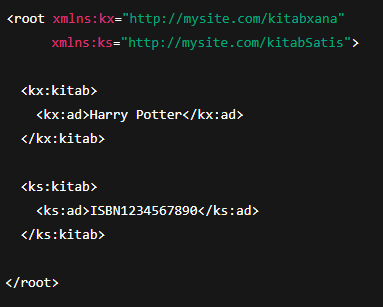 <root xmlns:kx="http://mysite.com/kitabxana"
xmlns:ks="http://mysite.com/kitabSatis">
<kx:kitab>
<kx:ad>Harry Potter</kx:ad>
</kx:kitab>
<ks:kitab>
<ks:ad>ISBN1234567890</ks:ad>
</ks:kitab>
</root>